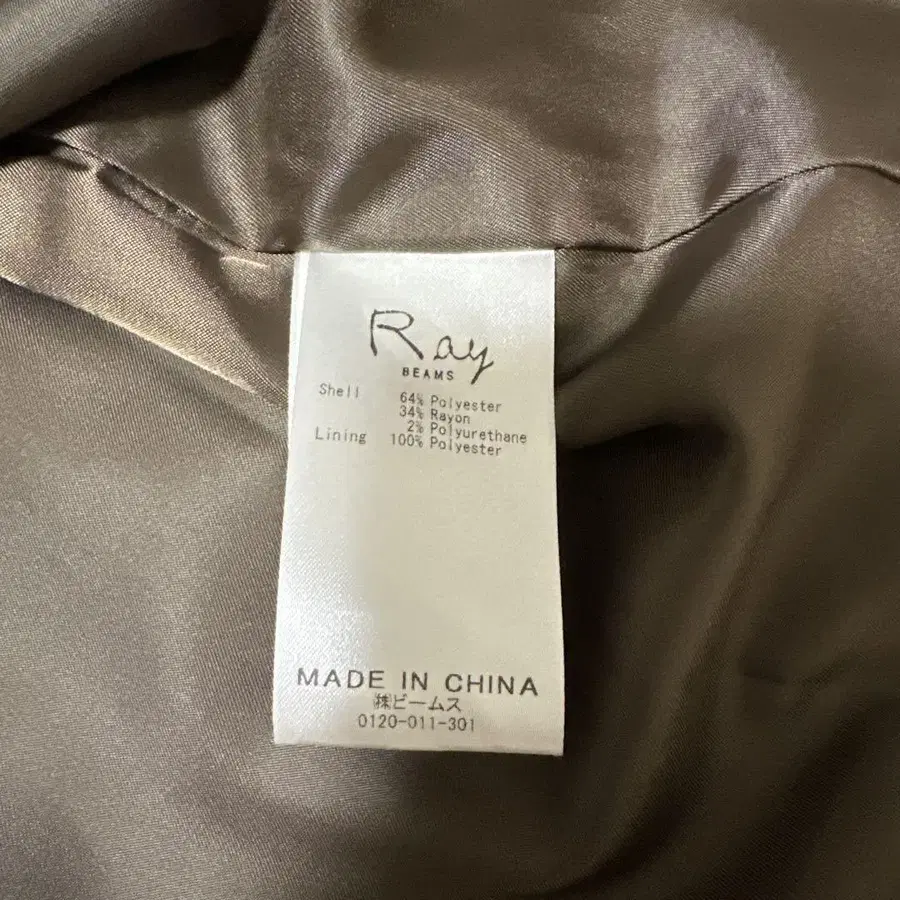 Ray
BEAMS
Shell 64% Polyester
34% Rayon
2% Polyurethane
Lining 100% Polyester
MADE IN CHINA
㈱ビームス
0120-011-301